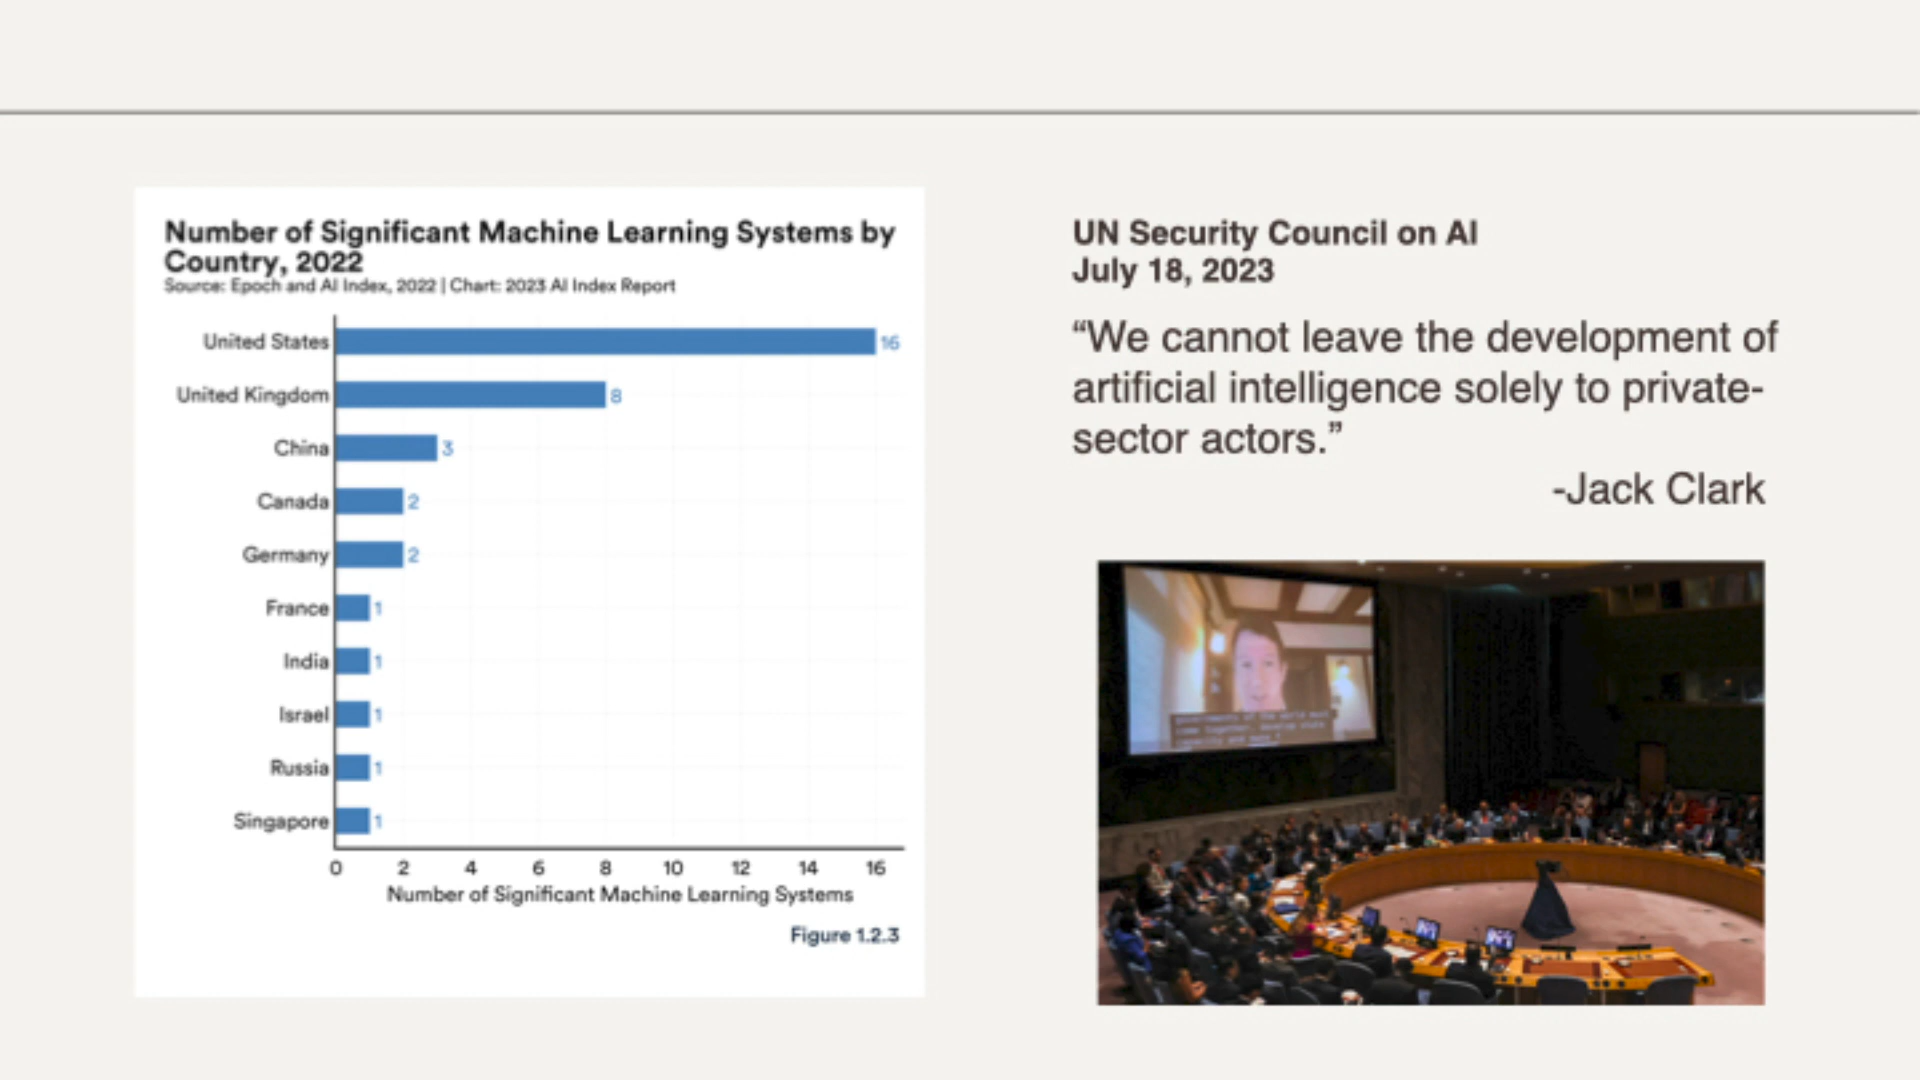 Number of Significant Machine Learning Systems by
Country, 2022
Source: Epoch and AI Index, 2022 | Chart: 2023 AI Index Report
United States 16
United Kingdom 8
China 3
Canada 2
Germany 2
France 1
India 1
Israel 1
Russia 1
Singapore 1
0 2 4 6 8 10 12 14 16
Number of Significant Machine Learning Systems
Figure 1.2.3
UN Security Council on AI
July 18, 2023
“We cannot leave the development of
artificial intelligence solely to private-
sector actors.”
-Jack Clark